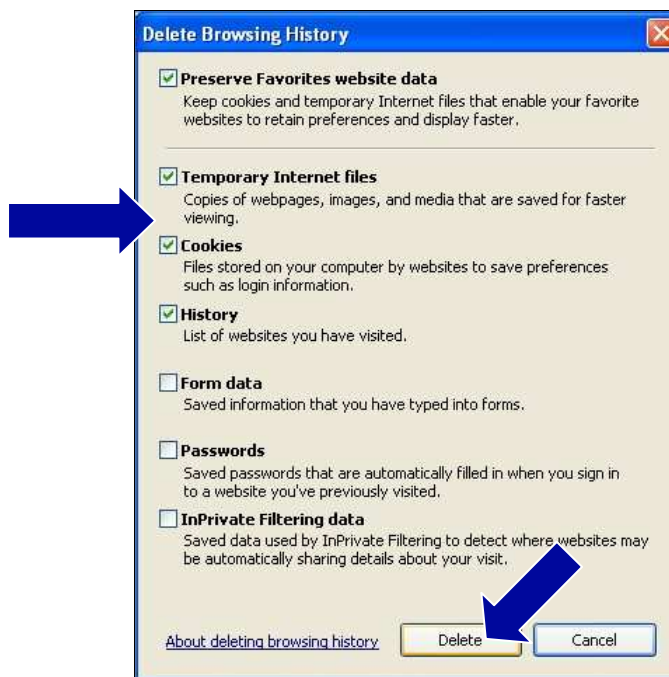 Delete Browsing History
Preserve Favorites website data
Keep cookies and temporary Internet files that enable your favorite
websites to retain preferences and display faster.
Temporary Internet files
Copies of webpages, images, and media that are saved for faster
viewing.
Cookies
Files stored on your computer by websites to save preferences
such as login information.
History
List of websites you have visited.
Form data
Saved information that you have typed into forms.
Passwords
Saved passwords that are automatically filled in when you sign in
to a website you've previously visited.
InPrivate Filtering data
Saved data used by InPrivate Filtering to detect where websites may
be automatically sharing details about your visit.
About deleting browsing history Delete Cancel